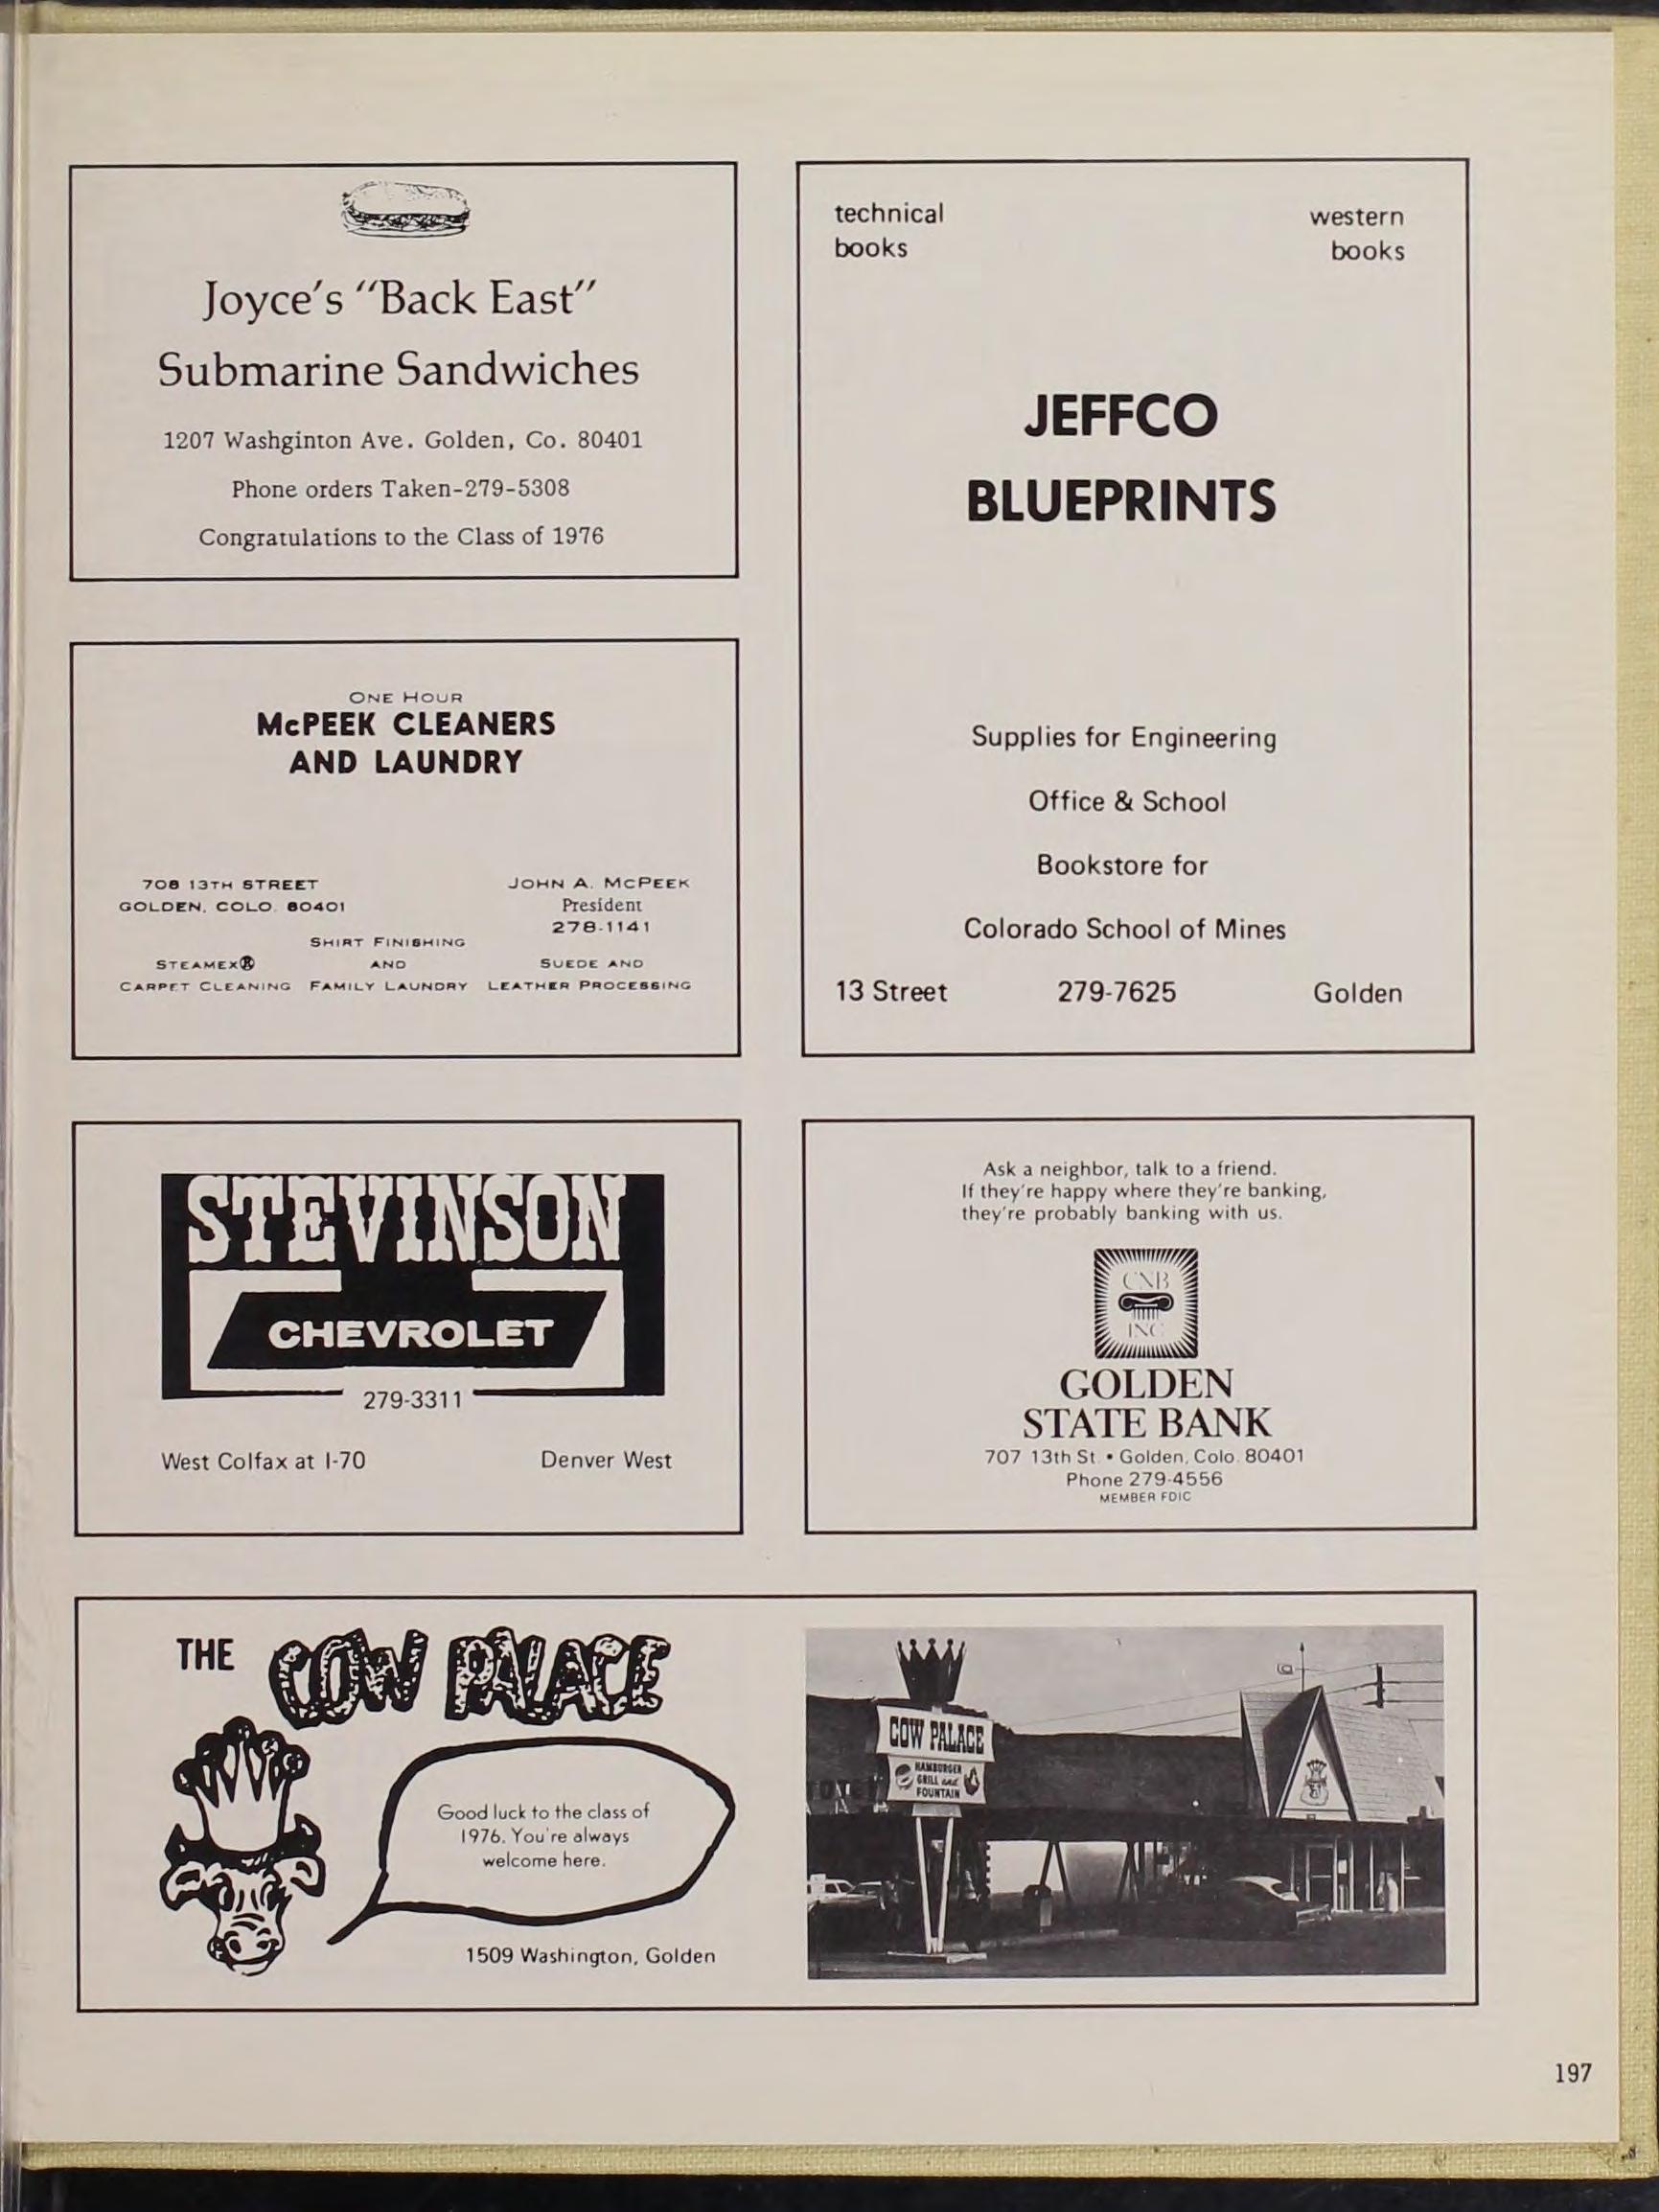 Joyce's "Back East"
Submarine Sandwiches
1207 Washginton Ave. Golden, Co. 80401
Phone orders Taken-279-5308
Congratulations to the Class of 1976
technical
books
western
books
JEFFCO
BLUEPRINTS
Supplies for Engineering
Office & School
Bookstore for
Colorado School of Mines
13 Street 279-7625 Golden
ONE HOUR
McPEEK CLEANERS
AND LAUNDRY
708 13TH STREET
GOLDEN, COLO. 80401
JOHN A. McPEEK
President
278-1141
STEAMEX®
CARPET CLEANING
SHIRT FINISHING
AND
FAMILY LAUNDRY
SUEDE AND
LEATHER PROCESSING
STEVINSON
CHEVROLET
279-3311
West Colfax at I-70 Denver West
Ask a neighbor, talk to a friend.
If they're happy where they're banking,
they're probably banking with us.
CNB
INC
GOLDEN
STATE BANK
707 13th St. • Golden, Colo. 80401
Phone 279-4556
MEMBER FDIC
THE COW PALACE
Good luck to the class of
1976. You're always
welcome here.
1509 Washington, Golden
COW PALACE
HAMBURGER
GRILL and
FOUNTAIN
197